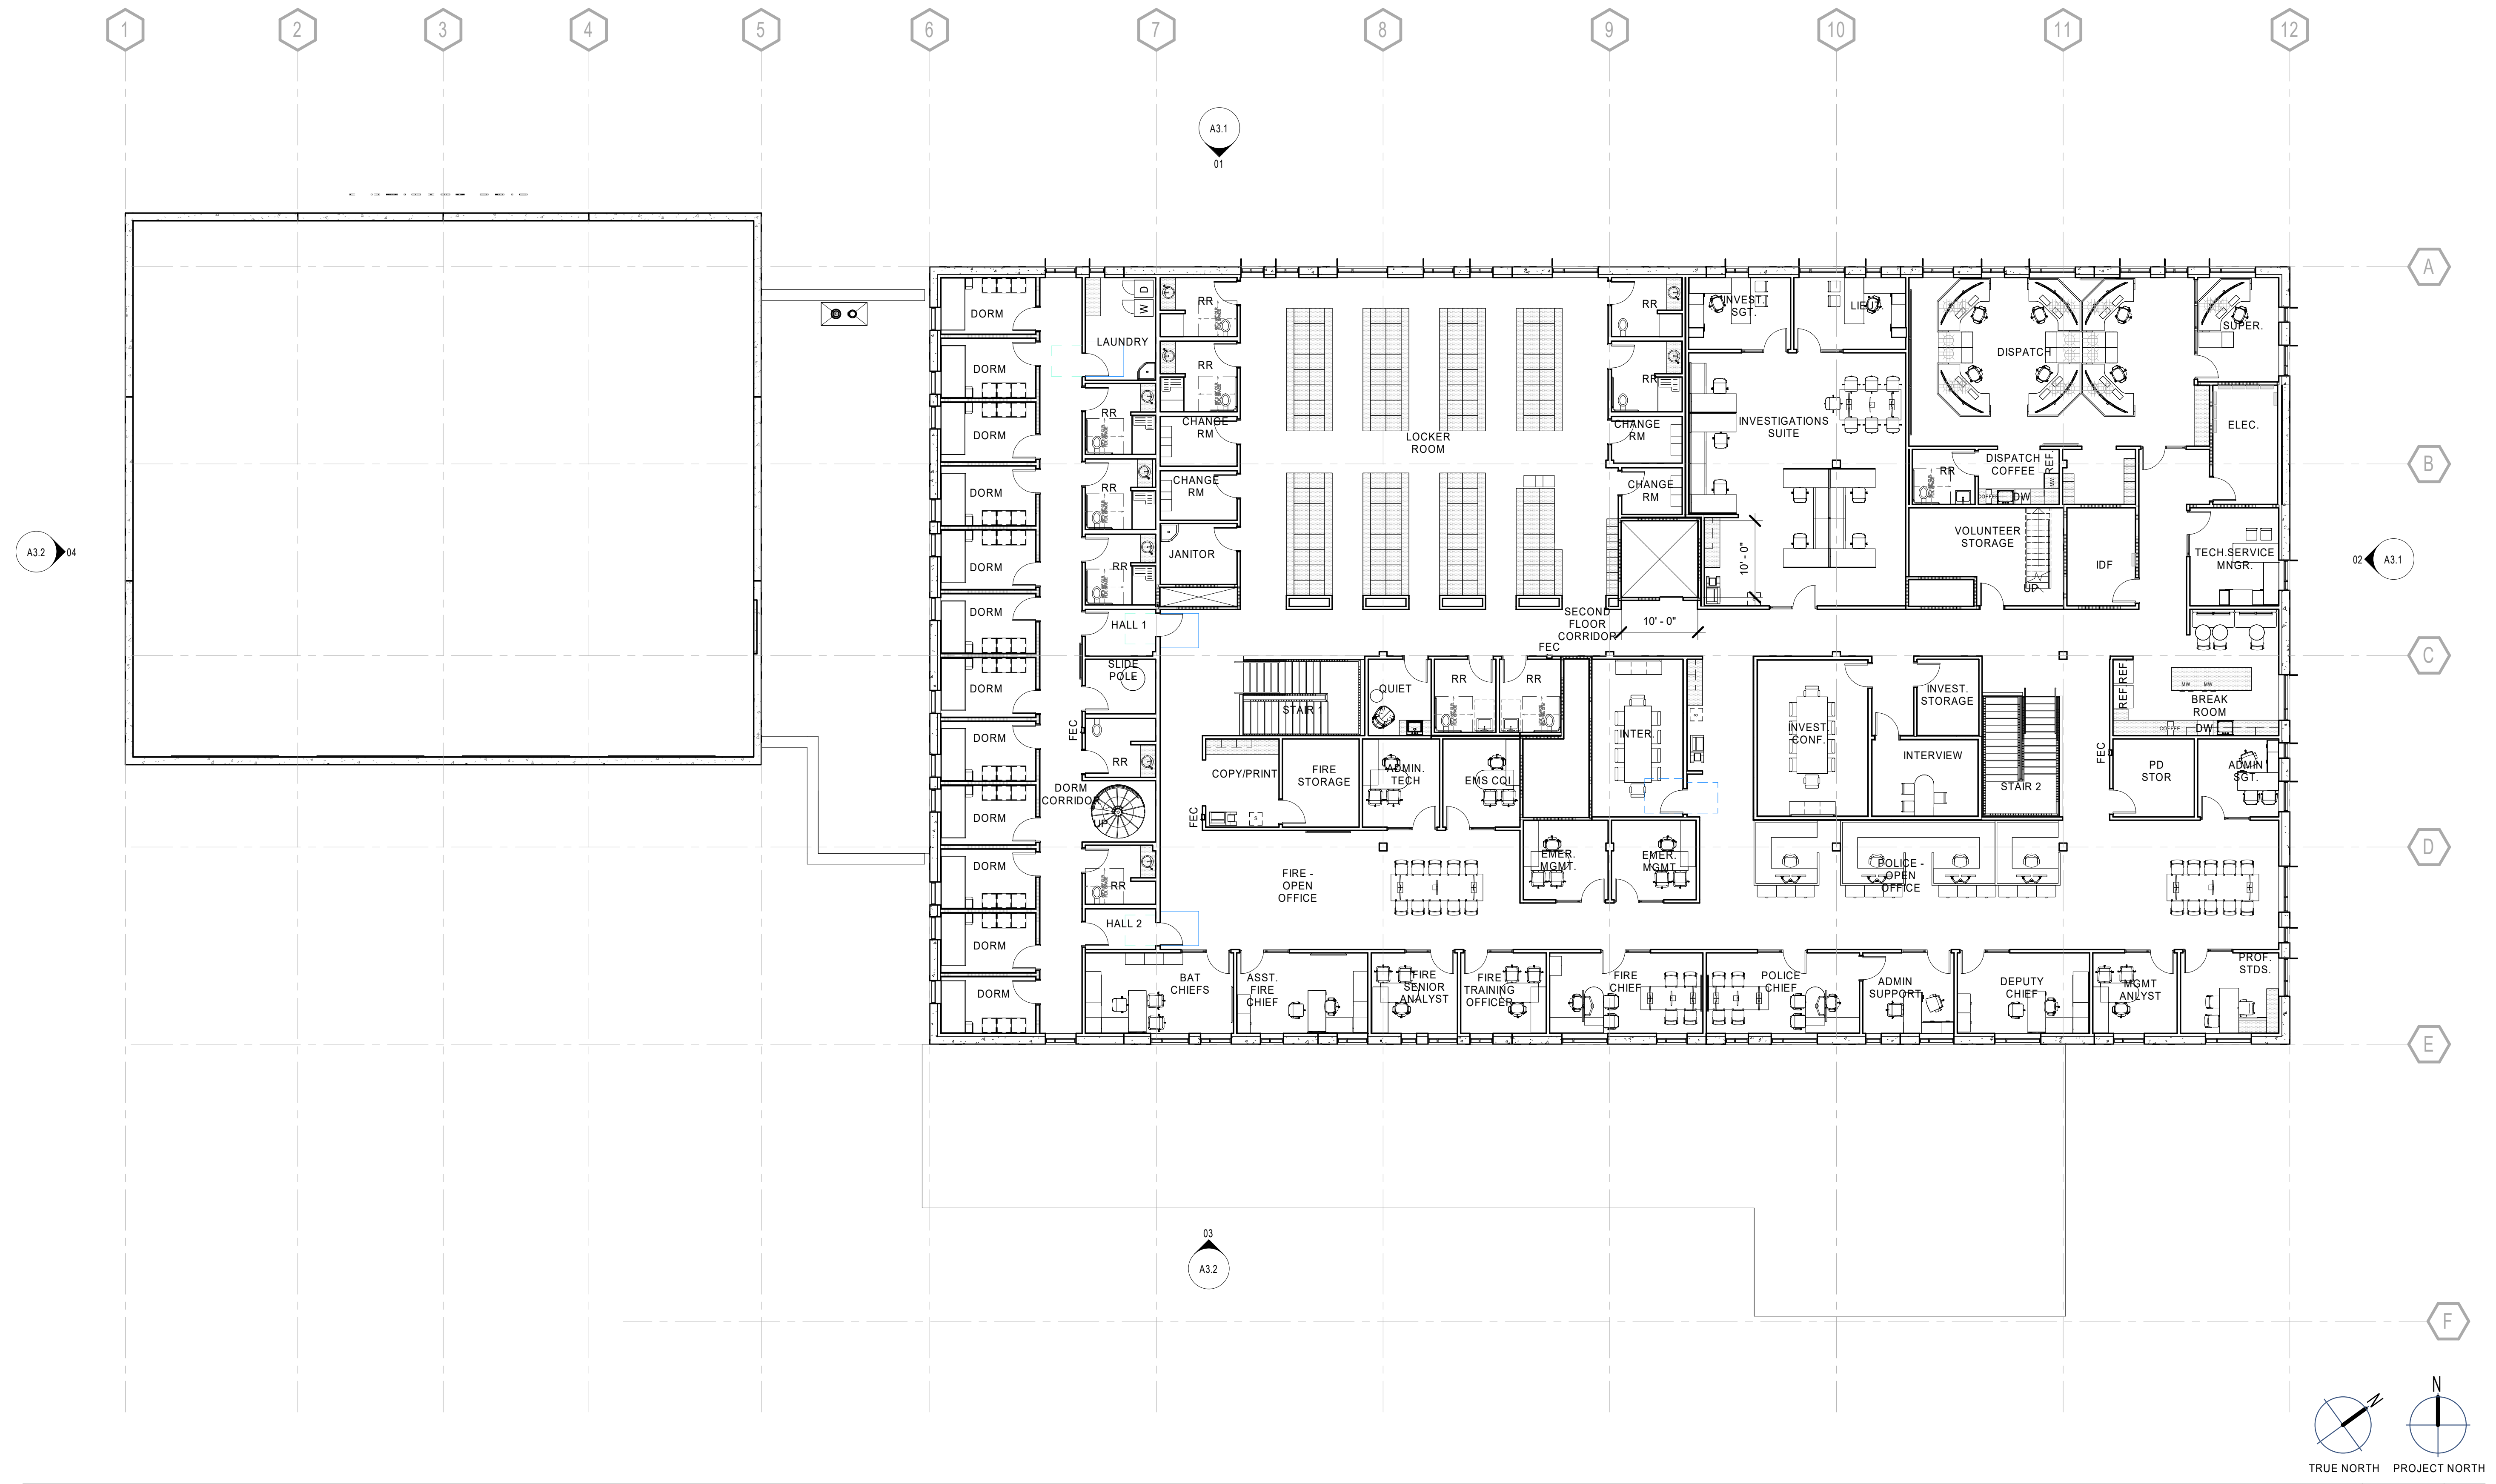 1 2 3 4 5 6 7 8 9 10 11 12
A3.1
01
A
DORM
D
W
LAUNDRY
RR
RR
INVEST.
SGT.
LIEUT.
DISPATCH
SUPER.
DORM
RR
RR
DORM
RR
CHANGE
RM
LOCKER
ROOM
CHANGE
RM
INVESTIGATIONS
SUITE
ELEC.
B
DORM
RR
CHANGE
RM
CHANGE
RM
RR
DISPATCH
COFFEE
REF.
MW
COFFEE
DW
A3.2
04
DORM
RR
JANITOR
10' - 0"
VOLUNTEER
STORAGE
UP
IDF
TECH.SERVICE
MNGR.
02
A3.1
DORM
HALL 1
SECOND
FLOOR
CORRIDOR
10' - 0"
FEC
C
DORM
SLIDE
POLE
STAIR 1
QUIET
RR
RR
INTER.
S
INVEST.
CONF.
INVEST.
STORAGE
REF.
REF.
MW
MW
BREAK
ROOM
COFFEE
DW
DORM
FEC
RR
COPY/PRINT
S
FIRE
STORAGE
ADMIN.
TECH
EMS CQI
INTERVIEW
STAIR 2
FEC
PD
STOR
ADMIN
SGT.
DORM
DORM
CORRIDOR
UP
FEC
D
DORM
RR
FIRE -
OPEN
OFFICE
EMER.
MGMT.
EMER.
MGMT
POLICE -
OPEN
OFFICE
DORM
HALL 2
DORM
BAT
CHIEFS
ASST.
FIRE
CHIEF
FIRE
SENIOR
ANALYST
FIRE
TRAINING
OFFICER
FIRE
CHIEF
POLICE
CHIEF
ADMIN
SUPPORT
DEPUTY
CHIEF
MGMT
ANLYST
PROF.
STDS.
E
03
A3.2
F
N
N
TRUE NORTH
PROJECT NORTH